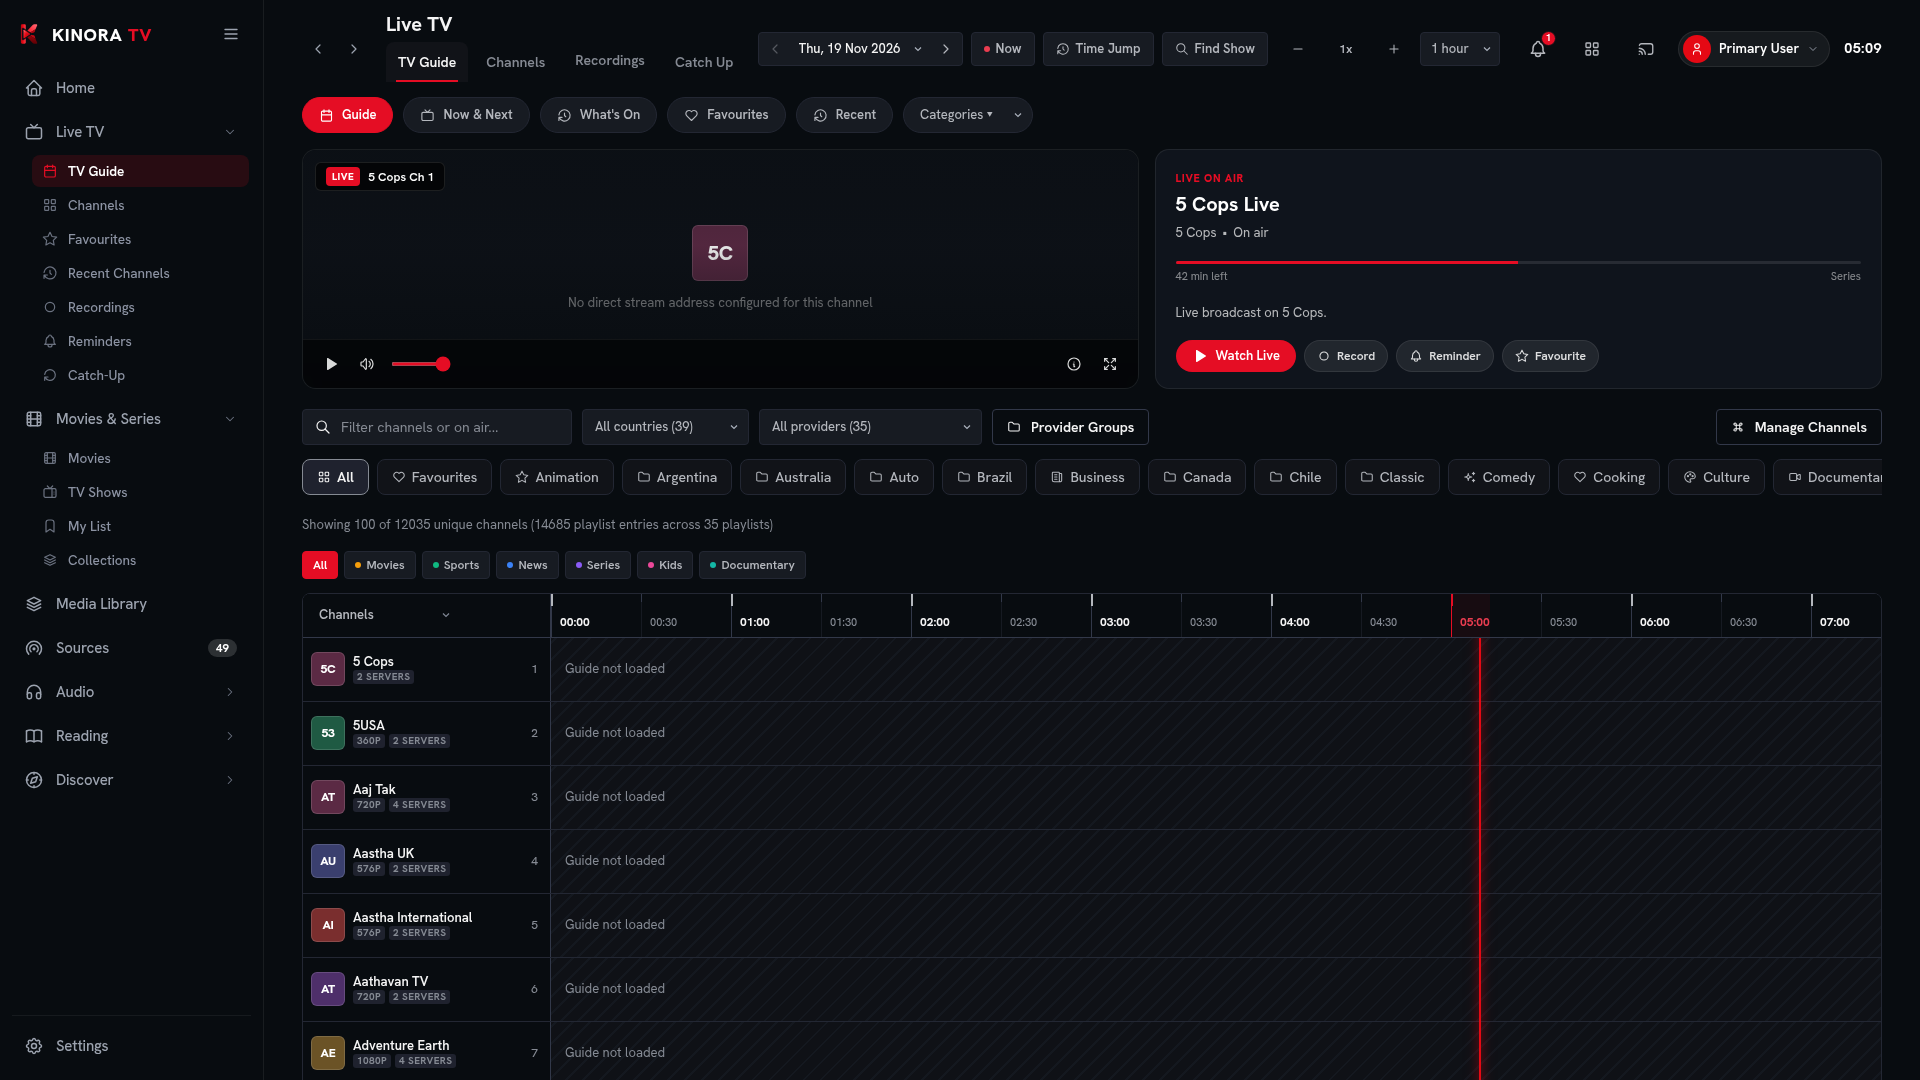 KINORA TV
Home
Live TV
TV Guide
Channels
Favourites
Recent Channels
Recordings
Reminders
Catch-Up
Movies & Series
Movies
TV Shows
My List
Collections
Media Library
Sources 49
Audio
Reading
Discover
Settings
Live TV
TV Guide Channels Recordings Catch Up
Thu, 19 Nov 2026 Now Time Jump Find Show 1x 1 hour 1 Primary User 05:09
Guide Now & Next What's On Favourites Recent Categories
LIVE 5 Cops Ch 1
5C
No direct stream address configured for this channel
LIVE ON AIR
5 Cops Live
5 Cops • On air
42 min left Series
Live broadcast on 5 Cops.
Watch Live Record Reminder Favourite
Filter channels or on air... All countries (39) All providers (35) Provider Groups Manage Channels
All Favourites Animation Argentina Australia Auto Brazil Business Canada Chile Classic Comedy Cooking Culture Documentar
Showing 100 of 12035 unique channels (14685 playlist entries across 35 playlists)
All Movies Sports News Series Kids Documentary
Channels 00:00 00:30 01:00 01:30 02:00 02:30 03:00 03:30 04:00 04:30 05:00 05:30 06:00 06:30 07:00
5C 5 Cops 1 Guide not loaded
2 SERVERS
53 5USA 2 Guide not loaded
360P 2 SERVERS
AT Aaj Tak 3 Guide not loaded
720P 4 SERVERS
AU Aastha UK 4 Guide not loaded
576P 2 SERVERS
AI Aastha International 5 Guide not loaded
576P 2 SERVERS
AT Aathavan TV 6 Guide not loaded
720P 2 SERVERS
AE Adventure Earth 7 Guide not loaded
1080P 4 SERVERS